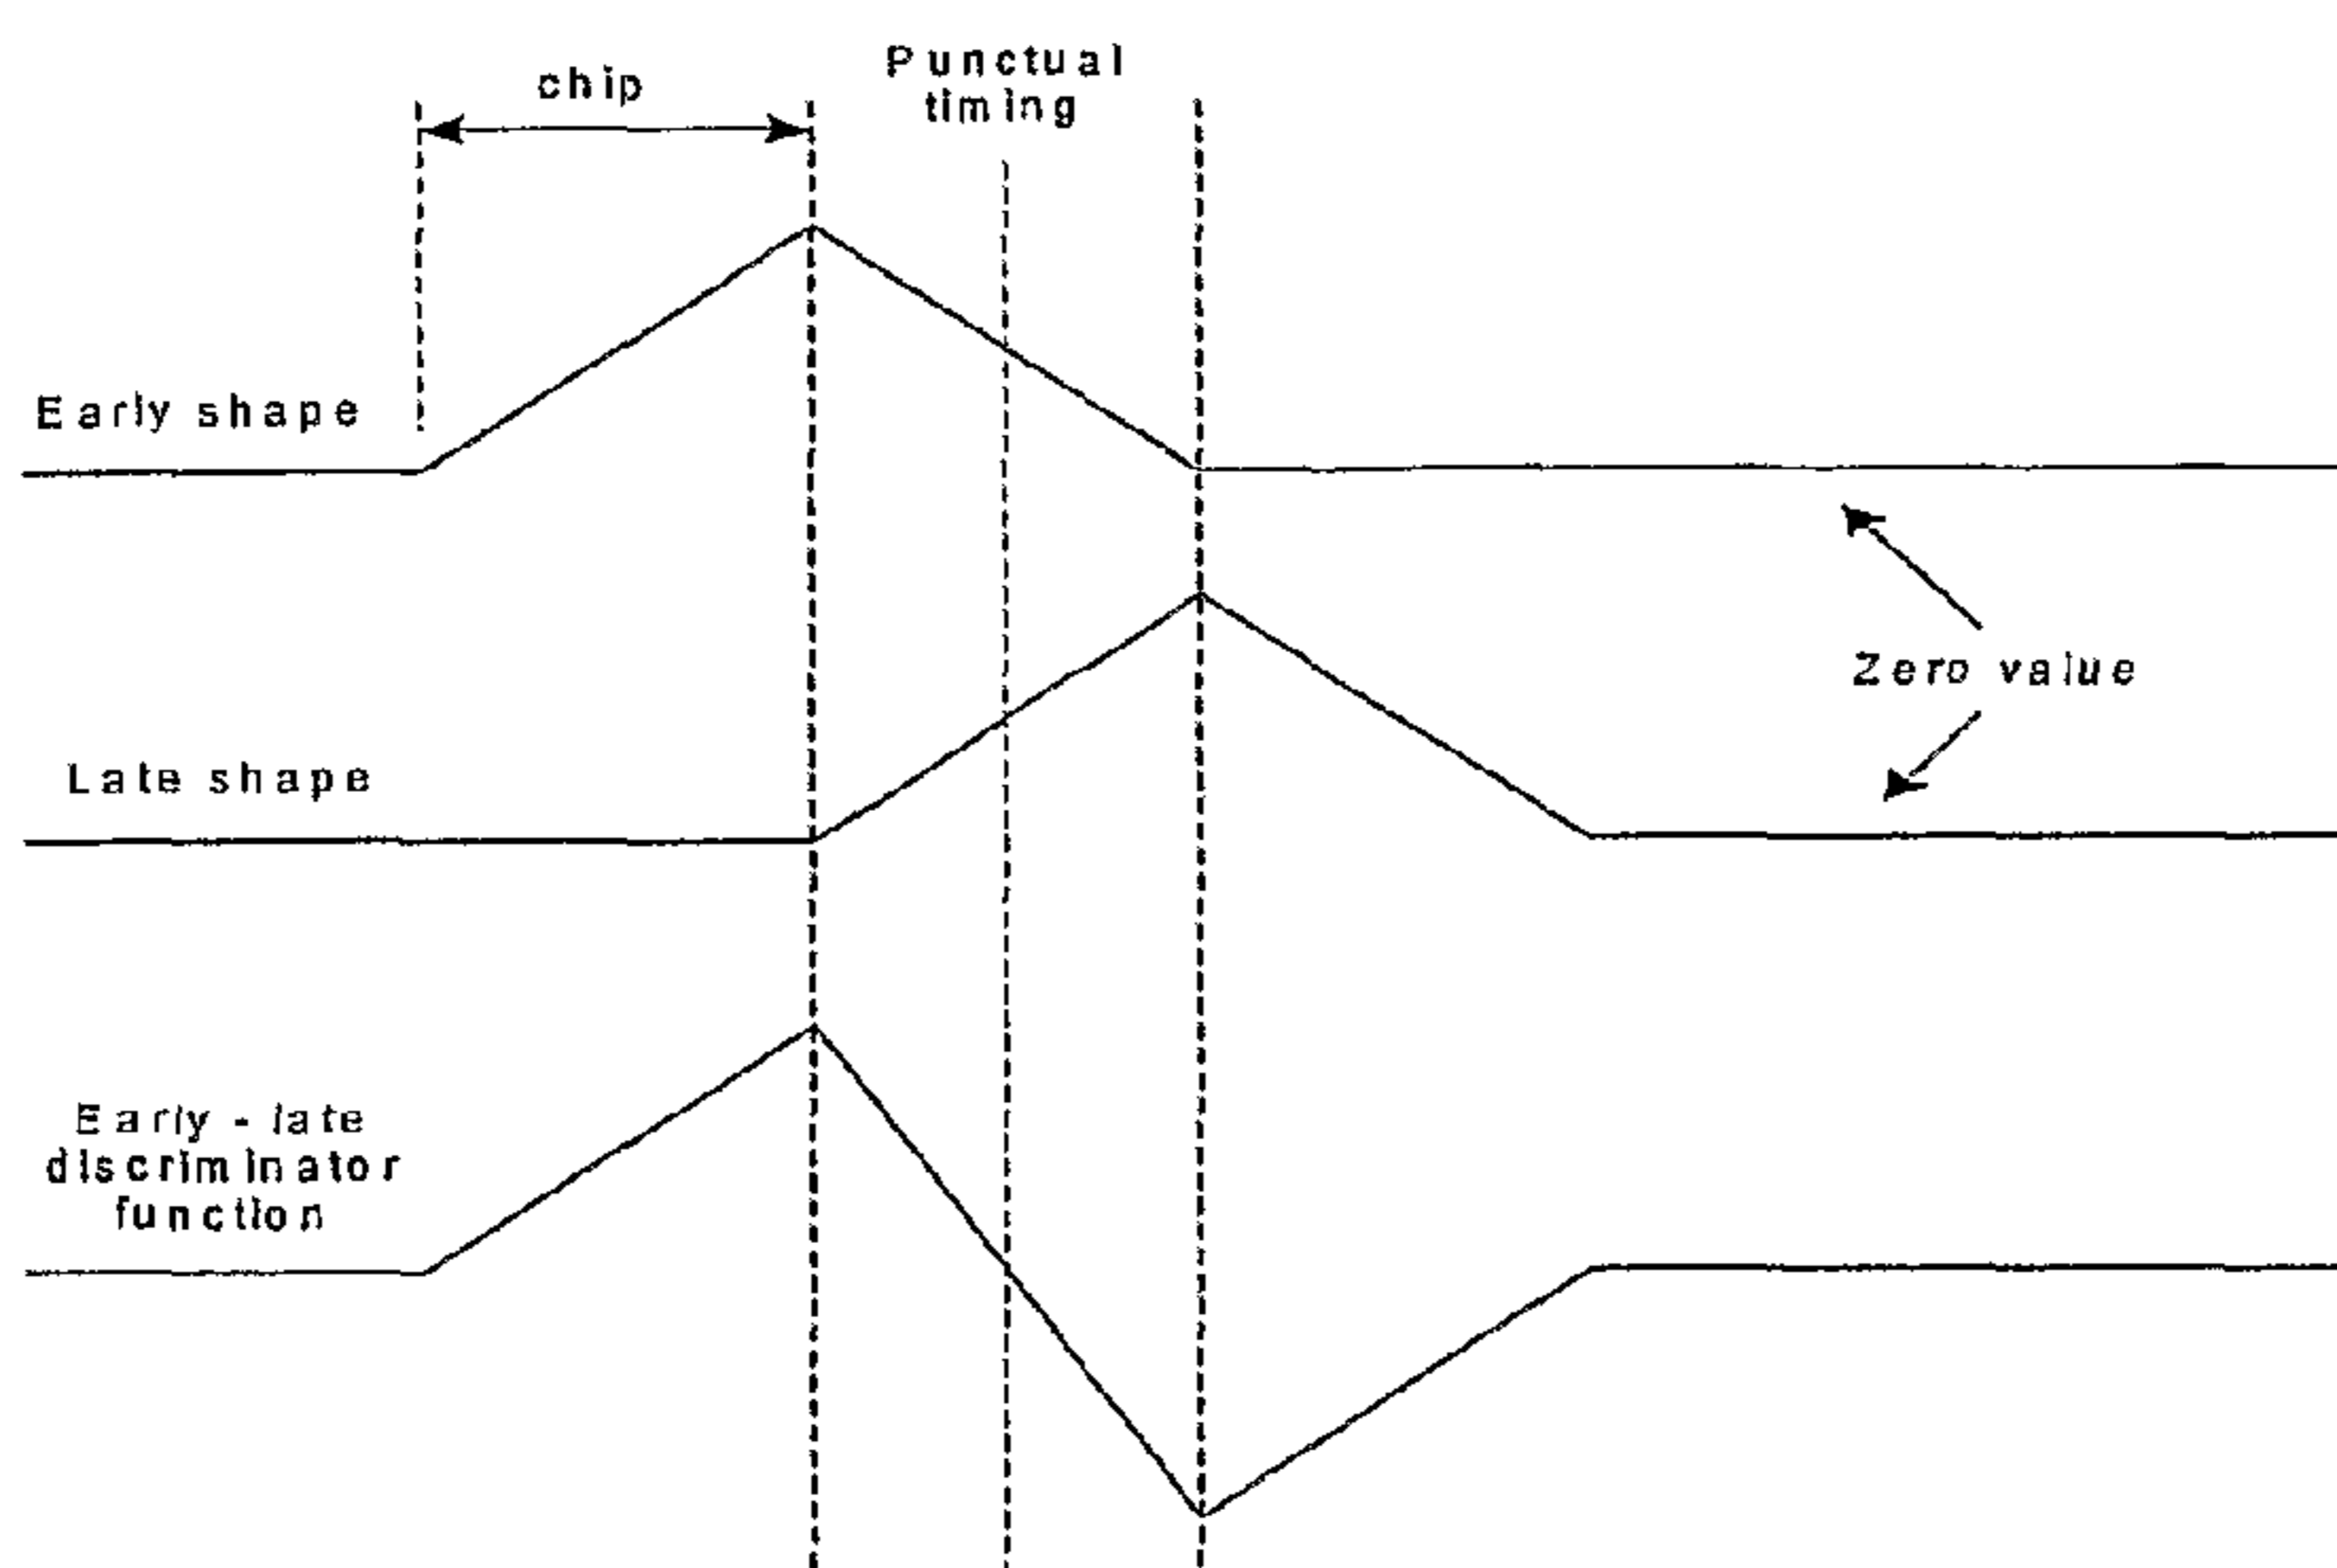 chip
Punctual
timing
Early shape
Zero value
Late shape
Early - late
discriminator
function